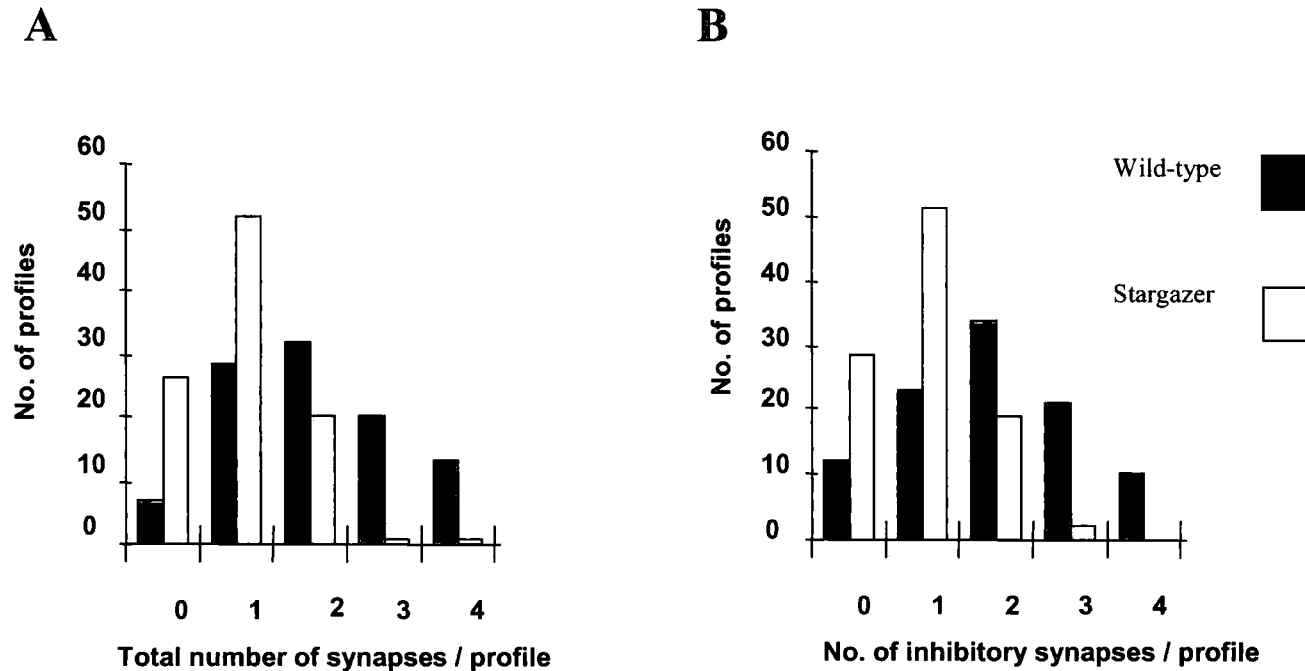 A
60
50
40
30
20
10
0
No. of profiles
0 1 2 3 4
Total number of synapses / profile
B
60
50
40
30
20
10
0
No. of profiles
0 1 2 3 4
No. of inhibitory synapses / profile
Wild-type
Stargazer